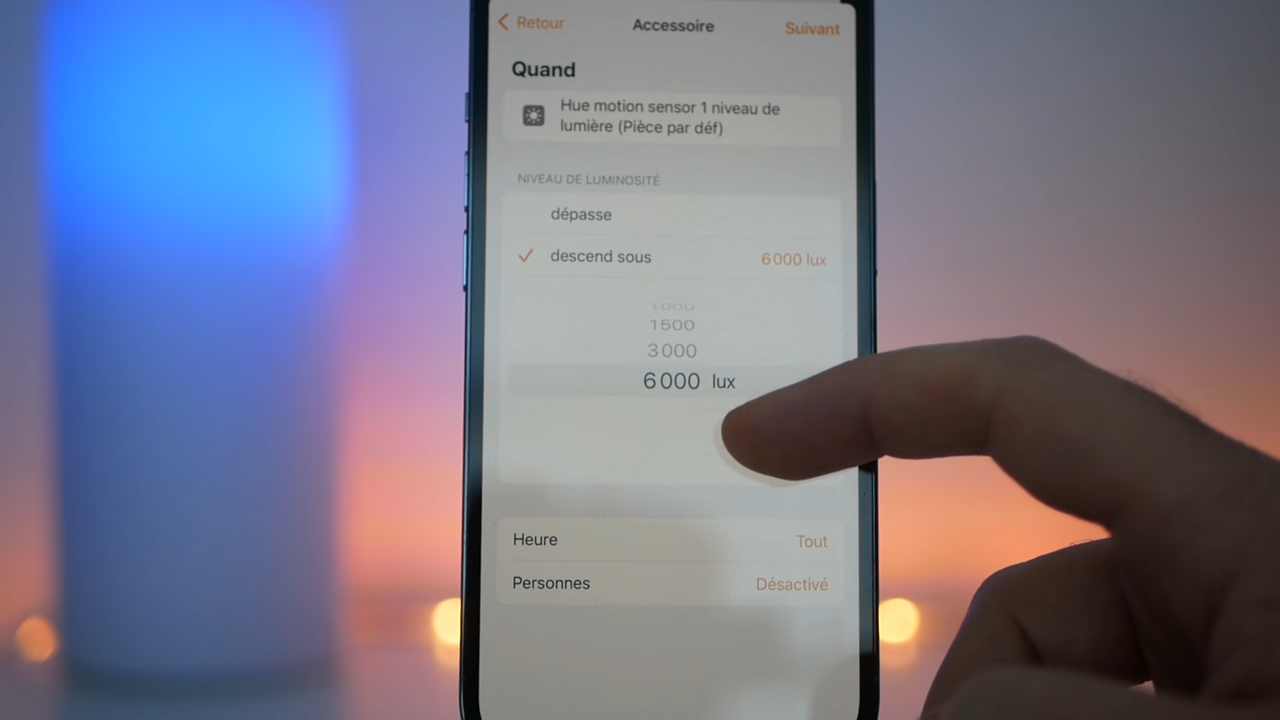 Retour
Accessoire
Suivant
Quand
Hue motion sensor 1 niveau de
lumière (Pièce par déf)
NIVEAU DE LUMINOSITÉ
dépasse
descend sous 6 000 lux
1000
1500
3 000
6 000 lux
Heure Tout
Personnes Désactivé